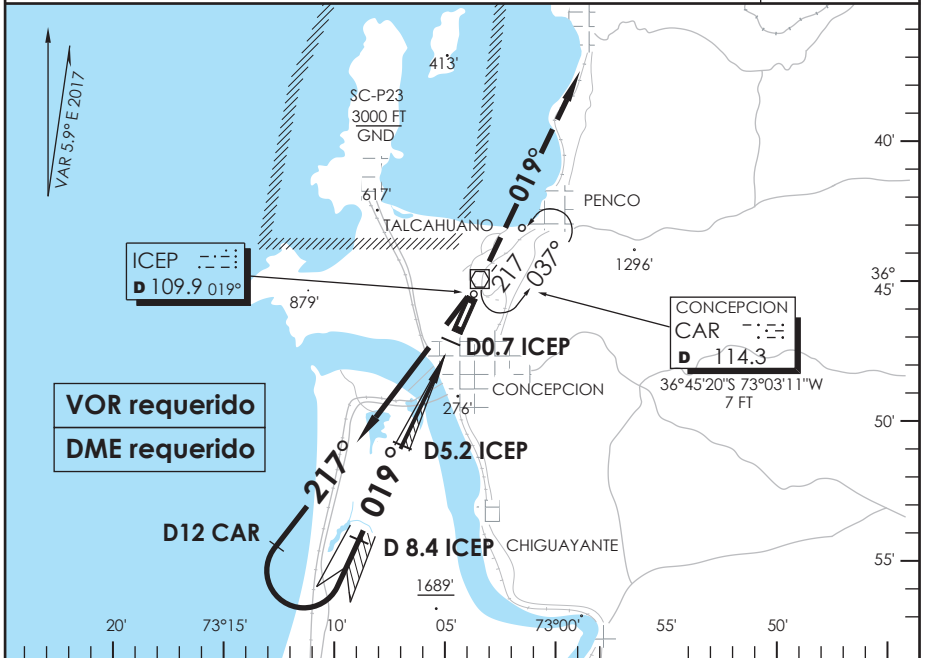 VAR 5.9° E 2017
413'
SC-P23
3000 FT
GND
617'
TALCAHUANO
019°
PENCO
40'
1296'
ICEP
D 109.9 019°
879'
217
037°
36°
45'
CONCEPCION
CAR
D 114.3
36°45'20"S 73°03'11"W
7 FT
D0.7 ICEP
CONCEPCION
276'
VOR requerido
DME requerido
50'
D5.2 ICEP
217°
019°
D12 CAR
D 8.4 ICEP
CHIGUAYANTE
55'
1689'
20'
73°15'
10'
05'
73°00'
55'
50'